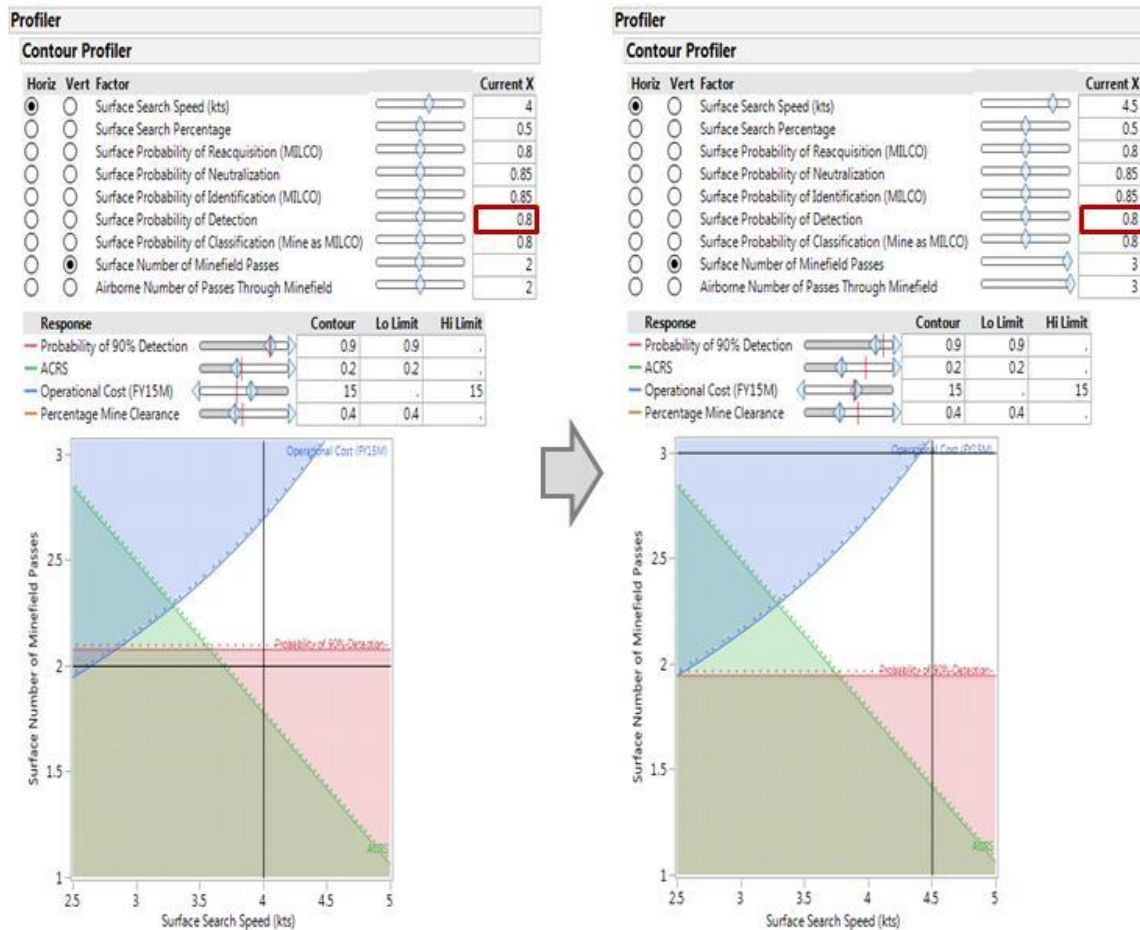 Profiler
Contour Profiler
Horiz Vert Factor Current X
Surface Search Speed (kts) 4
Surface Search Percentage 0.5
Surface Probability of Reacquisition (MILCO) 0.8
Surface Probability of Neutralization 0.85
Surface Probability of Identification (MILCO) 0.85
Surface Probability of Detection 0.8
Surface Probability of Classification (Mine as MILCO) 0.8
Surface Number of Minefield Passes 2
Airborne Number of Passes Through Minefield 2
Response Contour Lo Limit Hi Limit
Probability of 90% Detection 0.9 0.9 .
ACRS 0.2 0.2 .
Operational Cost (FY15M) 15 . 15
Percentage Mine Clearance 0.4 0.4 .
Operational Cost (FY15M)
3
2.5
Probability of 90% Detection
2
1.5
ACRS
1
2.5 3 3.5 4 4.5 5
Surface Number of Minefield Passes
Surface Search Speed (kts)
Profiler
Contour Profiler
Horiz Vert Factor Current X
Surface Search Speed (kts) 4.5
Surface Search Percentage 0.5
Surface Probability of Reacquisition (MILCO) 0.8
Surface Probability of Neutralization 0.85
Surface Probability of Identification (MILCO) 0.85
Surface Probability of Detection 0.8
Surface Probability of Classification (Mine as MILCO) 0.8
Surface Number of Minefield Passes 3
Airborne Number of Passes Through Minefield 3
Response Contour Lo Limit Hi Limit
Probability of 90% Detection 0.9 0.9 .
ACRS 0.2 0.2 .
Operational Cost (FY15M) 15 . 15
Percentage Mine Clearance 0.4 0.4 .
Operational Cost (FY15M)
3
2.5
Probability of 90% Detection
2
1.5
ACRS
1
2.5 3 3.5 4 4.5 5
Surface Number of Minefield Passes
Surface Search Speed (kts)